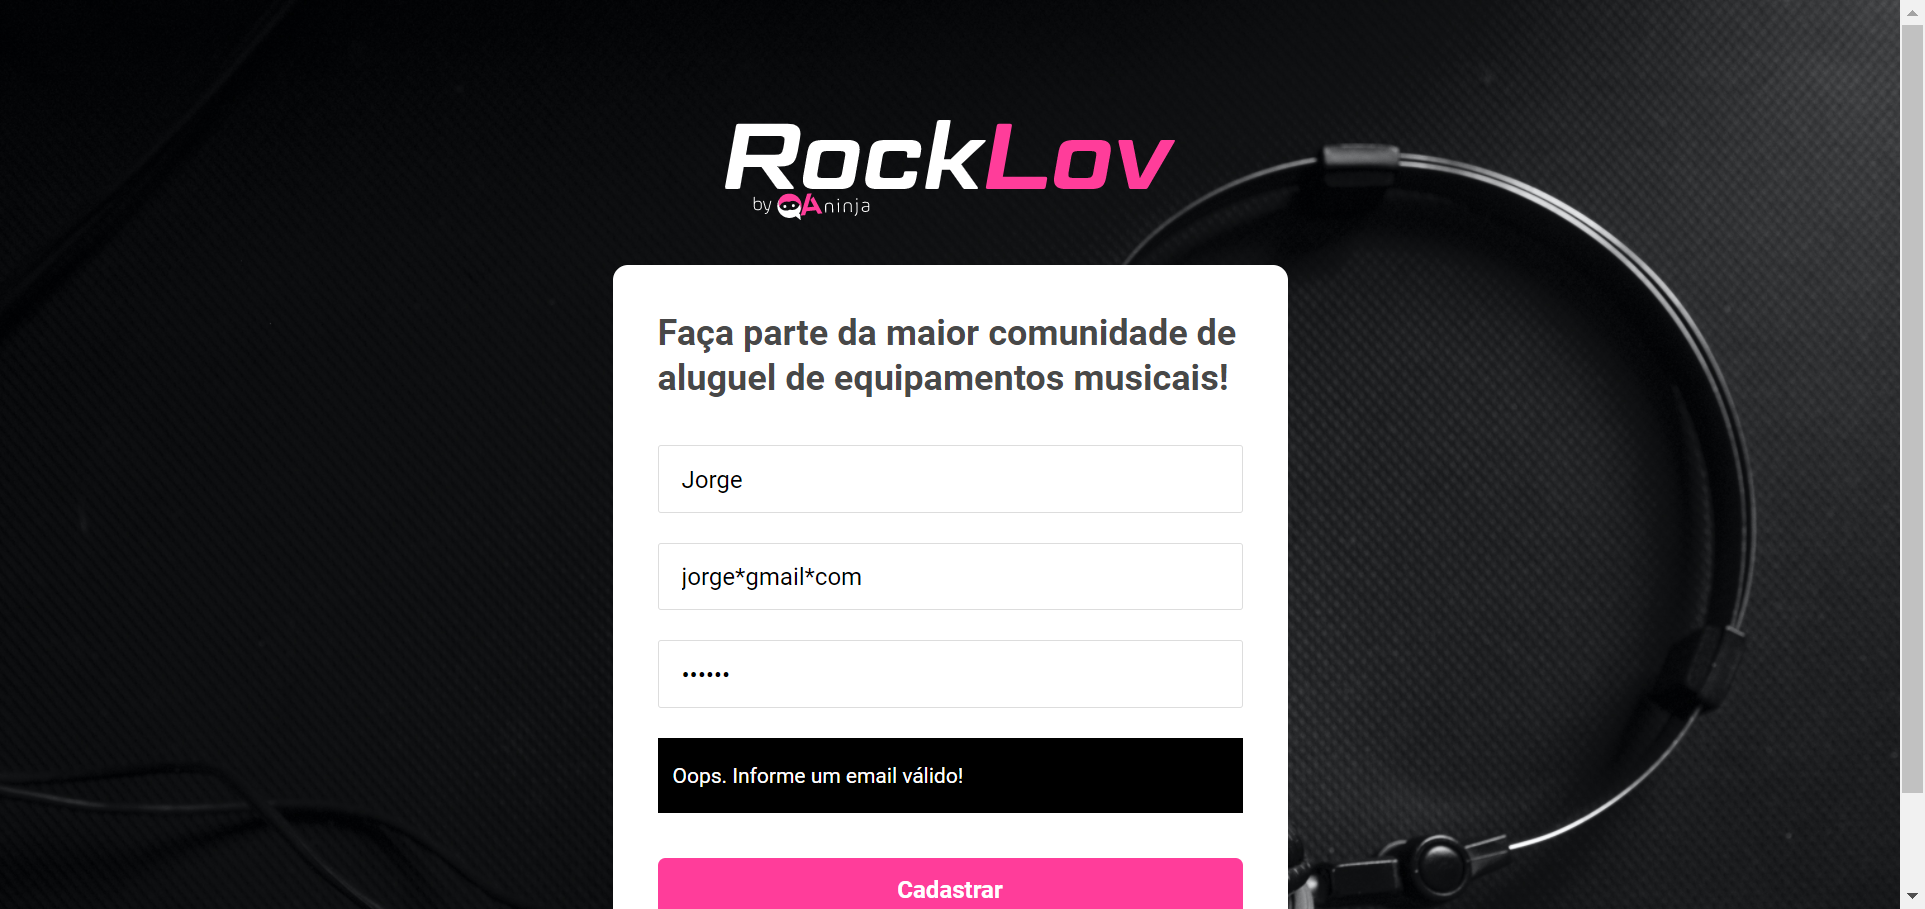 RockLov
by QAninja
Faça parte da maior comunidade de
aluguel de equipamentos musicais!
Jorge
jorge*gmail*com
••••••
Oops. Informe um email válido!
Cadastrar